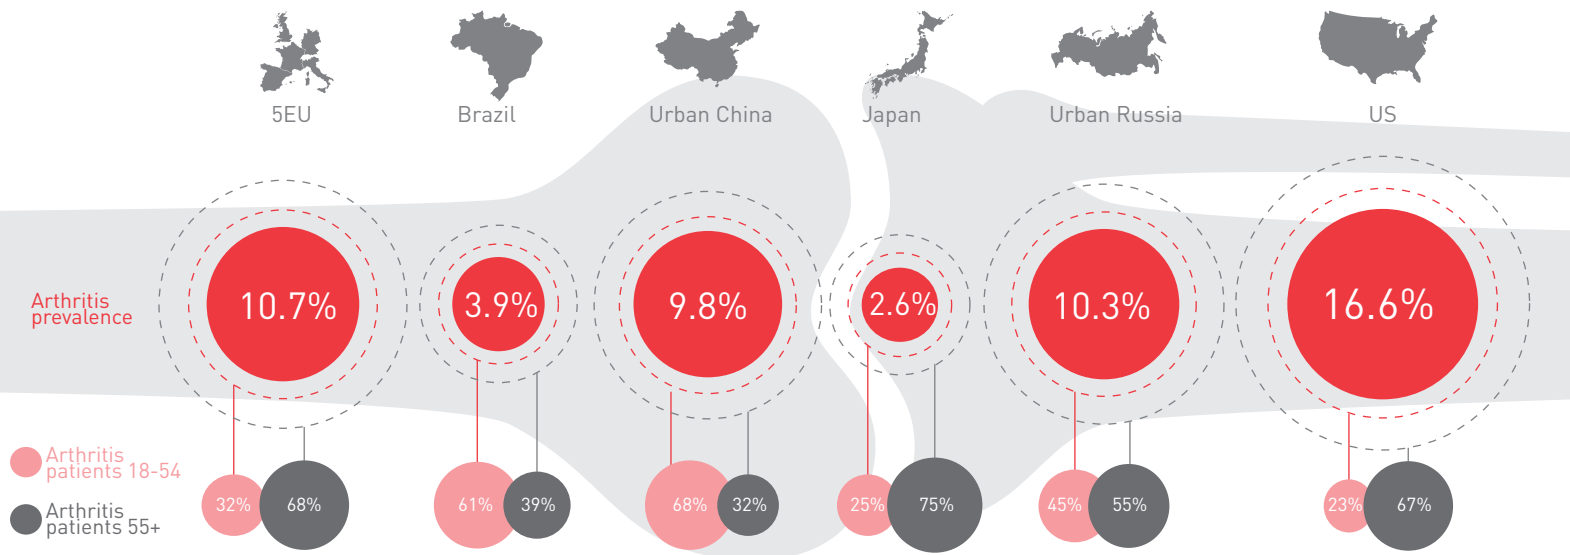 5EU
Brazil
Urban China
Japan
Urban Russia
US
Arthritis
prevalence
10.7%
3.9%
9.8%
2.6%
10.3%
16.6%
Arthritis
patients 18-54
Arthritis
patients 55+
32%
68%
61%
39%
68%
32%
25%
75%
45%
55%
23%
67%